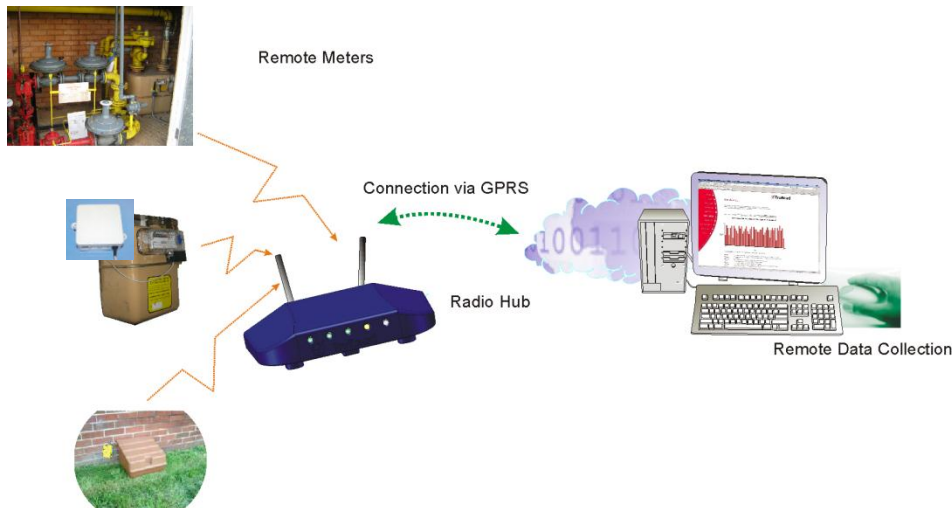 Remote Meters
Connection via GPRS
10011
Radio Hub
Remote Data Collection